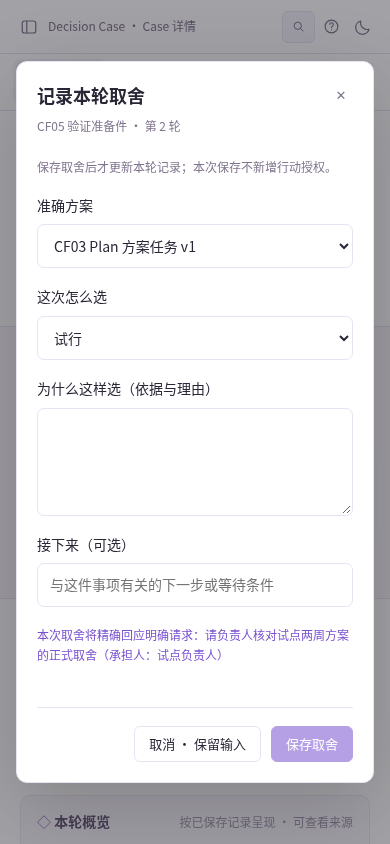 Decision Case • Case 详情
记录本轮取舍
×
CF05 验证准备件 • 第 2 轮
保存取舍后才更新本轮记录；本次保存不新增行动授权。
准确方案
CF03 Plan 方案任务 v1
这次怎么选
试行
为什么这样选（依据与理由）
接下来（可选）
与这件事项有关的下一步或等待条件
本次取舍将精确回应明确请求：请负责人核对试点两周方案
的正式取舍（承担人：试点负责人）
取消 • 保留输入
保存取舍
◇ 本轮概览
按已保存记录呈现 • 可查看来源